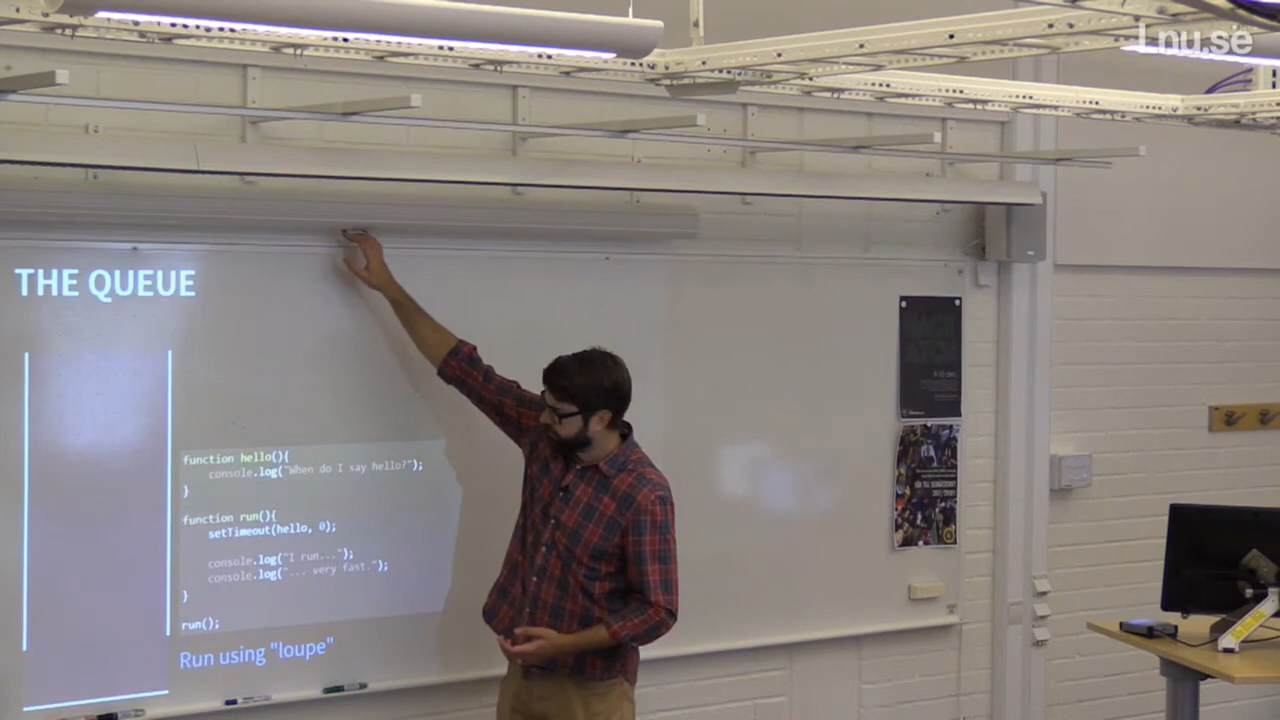 Lnu.se
THE QUEUE
function hello(){
console.log("When do I say hello?");
}
function run(){
setTimeout(hello, 0);
console.log("I run...");
console.log("... very fast.");
}
run();
Run using "loupe"